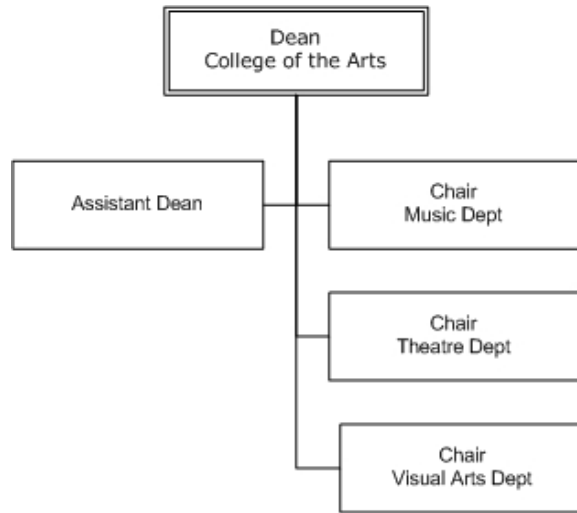 Dean
College of the Arts
Assistant Dean
Chair
Music Dept
Chair
Theatre Dept
Chair
Visual Arts Dept